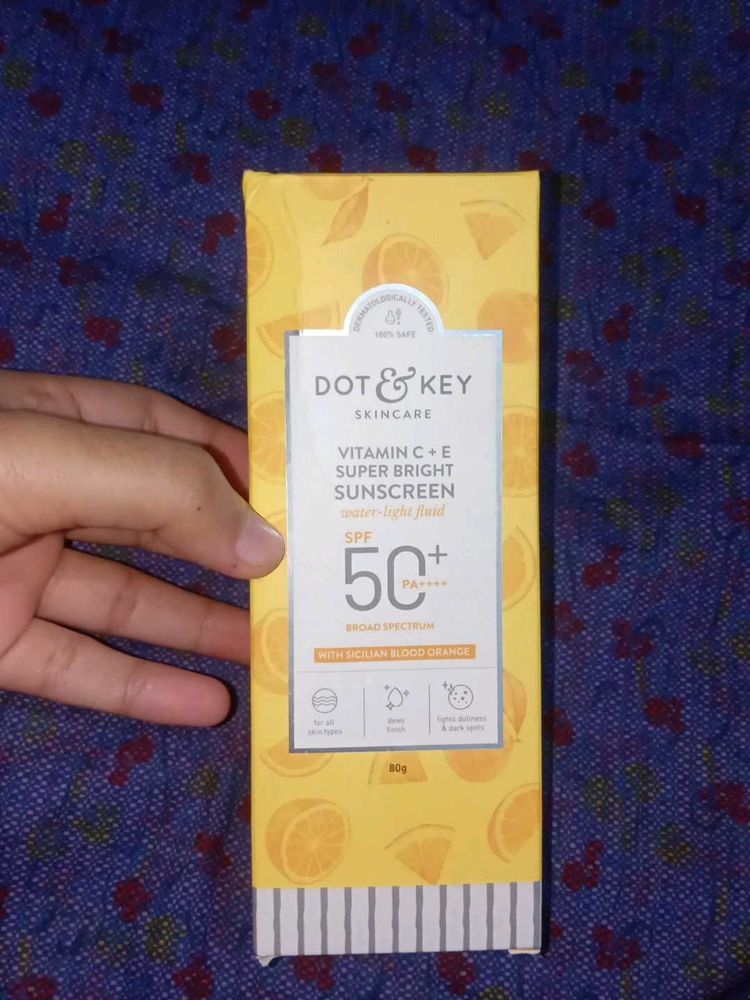 DERMATOLOGICALLY TESTED
100% SAFE
DOT & KEY
SKINCARE
VITAMIN C + E
SUPER BRIGHT
SUNSCREEN
water-light fluid
SPF
50+
PA++++
BROAD SPECTRUM
WITH SICILIAN BLOOD ORANGE
for all
skin types
dewy
finish
fights dullness
& dark spots
80g